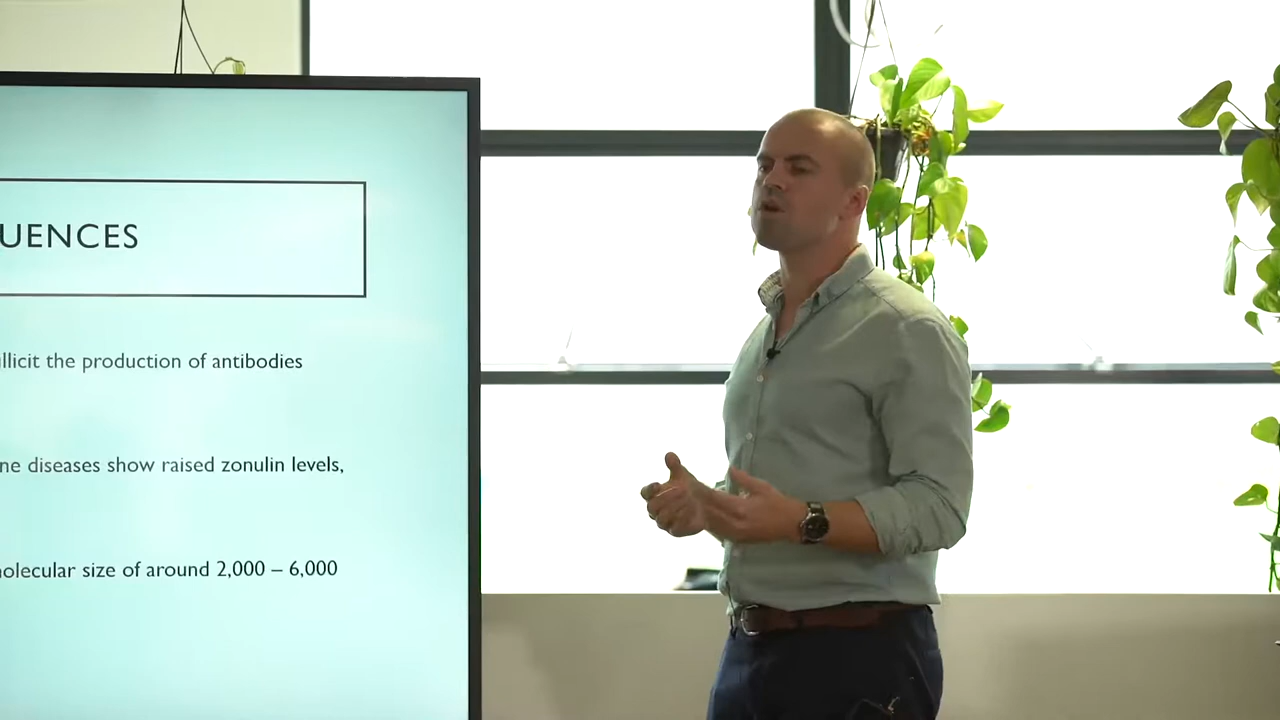 UENCES
llicit the production of antibodies
ne diseases show raised zonulin levels,
olecular size of around 2,000 – 6,000